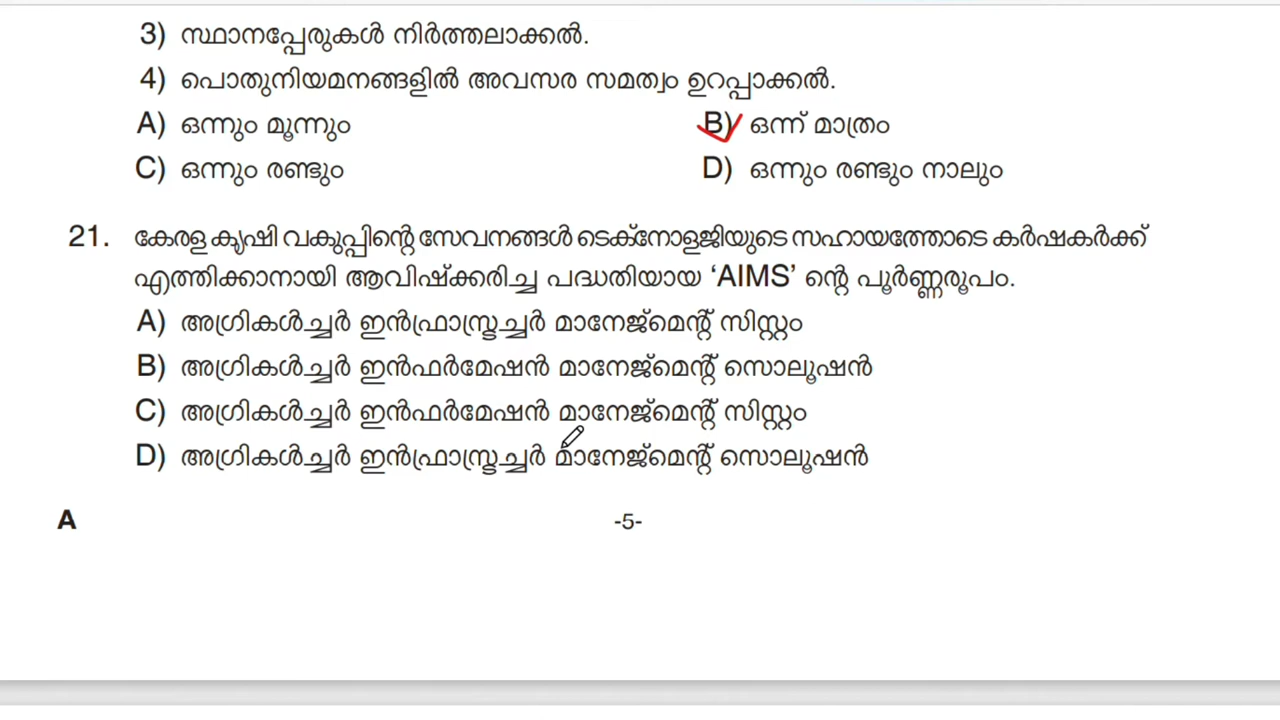 3) സ്ഥാനപ്പേരുകൾ നിർത്തലാക്കൽ.
4) പൊതുനിയമനങ്ങളിൽ അവസര സമത്വം ഉറപ്പാക്കൽ.
A) ഒന്നും മൂന്നും B) ഒന്ന് മാത്രം
C) ഒന്നും രണ്ടും D) ഒന്നും രണ്ടും നാലും
21. കേരള കൃഷി വകുപ്പിന്റെ സേവനങ്ങൾ ടെക്നോളജിയുടെ സഹായത്തോടെ കർഷകർക്ക്
എത്തിക്കാനായി ആവിഷ്ക്കരിച്ച പദ്ധതിയായ ‘AIMS’ ന്റെ പൂർണ്ണരൂപം.
A) അഗ്രികൾച്ചർ ഇൻഫ്രാസ്ട്രച്ചർ മാനേജ്മെന്റ് സിസ്റ്റം
B) അഗ്രികൾച്ചർ ഇൻഫർമേഷൻ മാനേജ്മെന്റ് സൊലൂഷൻ
C) അഗ്രികൾച്ചർ ഇൻഫർമേഷൻ മാനേജ്മെന്റ് സിസ്റ്റം
D) അഗ്രികൾച്ചർ ഇൻഫ്രാസ്ട്രച്ചർ മാനേജ്മെന്റ് സൊലൂഷൻ
A -5-